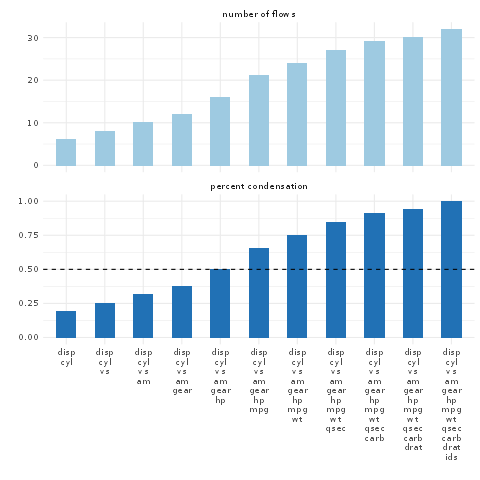 number of flows
30
20
10
0
percent condensation
1.00
0.75
0.50
0.25
0.00
disp disp disp disp disp disp disp disp disp disp disp
cyl cyl cyl cyl cyl cyl cyl cyl cyl cyl cyl
vs vs vs vs vs vs vs vs vs vs
am am am am am am am am am
gear gear gear gear gear gear gear gear
hp hp hp hp hp hp hp
mpg mpg mpg mpg mpg mpg
wt wt wt wt wt
qsec qsec qsec qsec
carb carb carb
drat drat
ids